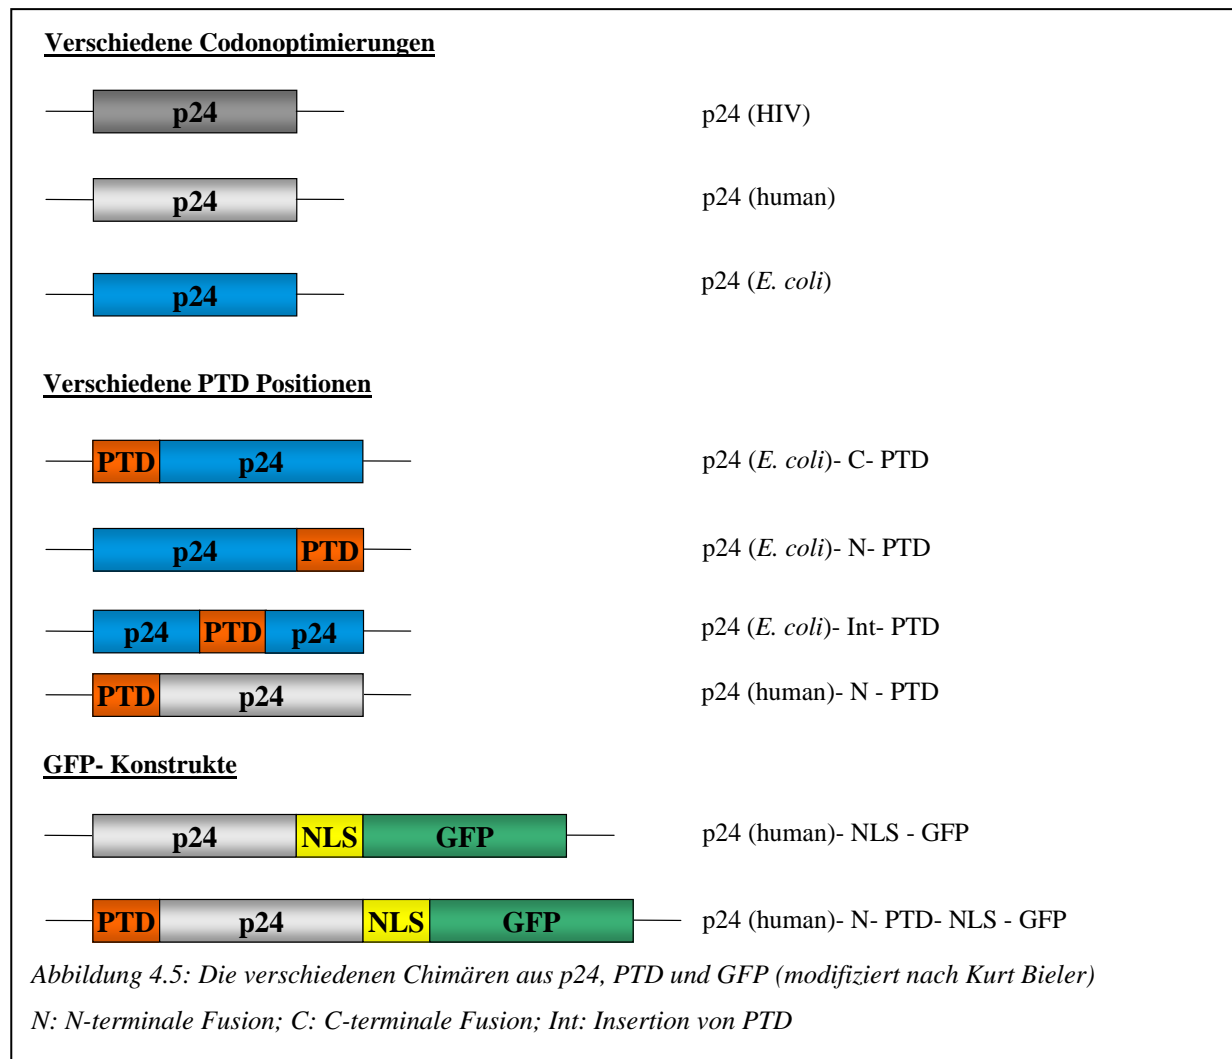 Verschiedene Codonoptimierungen
p24 p24 (HIV)
p24 p24 (human)
p24 p24 (E. coli)
Verschiedene PTD Positionen
PTD p24 p24 (E. coli)- C- PTD
p24 PTD p24 (E. coli)- N- PTD
p24 PTD p24 p24 (E. coli)- Int- PTD
PTD p24 p24 (human)- N - PTD
GFP- Konstrukte
p24 NLS GFP p24 (human)- NLS - GFP
PTD p24 NLS GFP p24 (human)- N- PTD- NLS - GFP
Abbildung 4.5: Die verschiedenen Chimären aus p24, PTD und GFP (modifiziert nach Kurt Bieler)
N: N-terminale Fusion; C: C-terminale Fusion; Int: Insertion von PTD